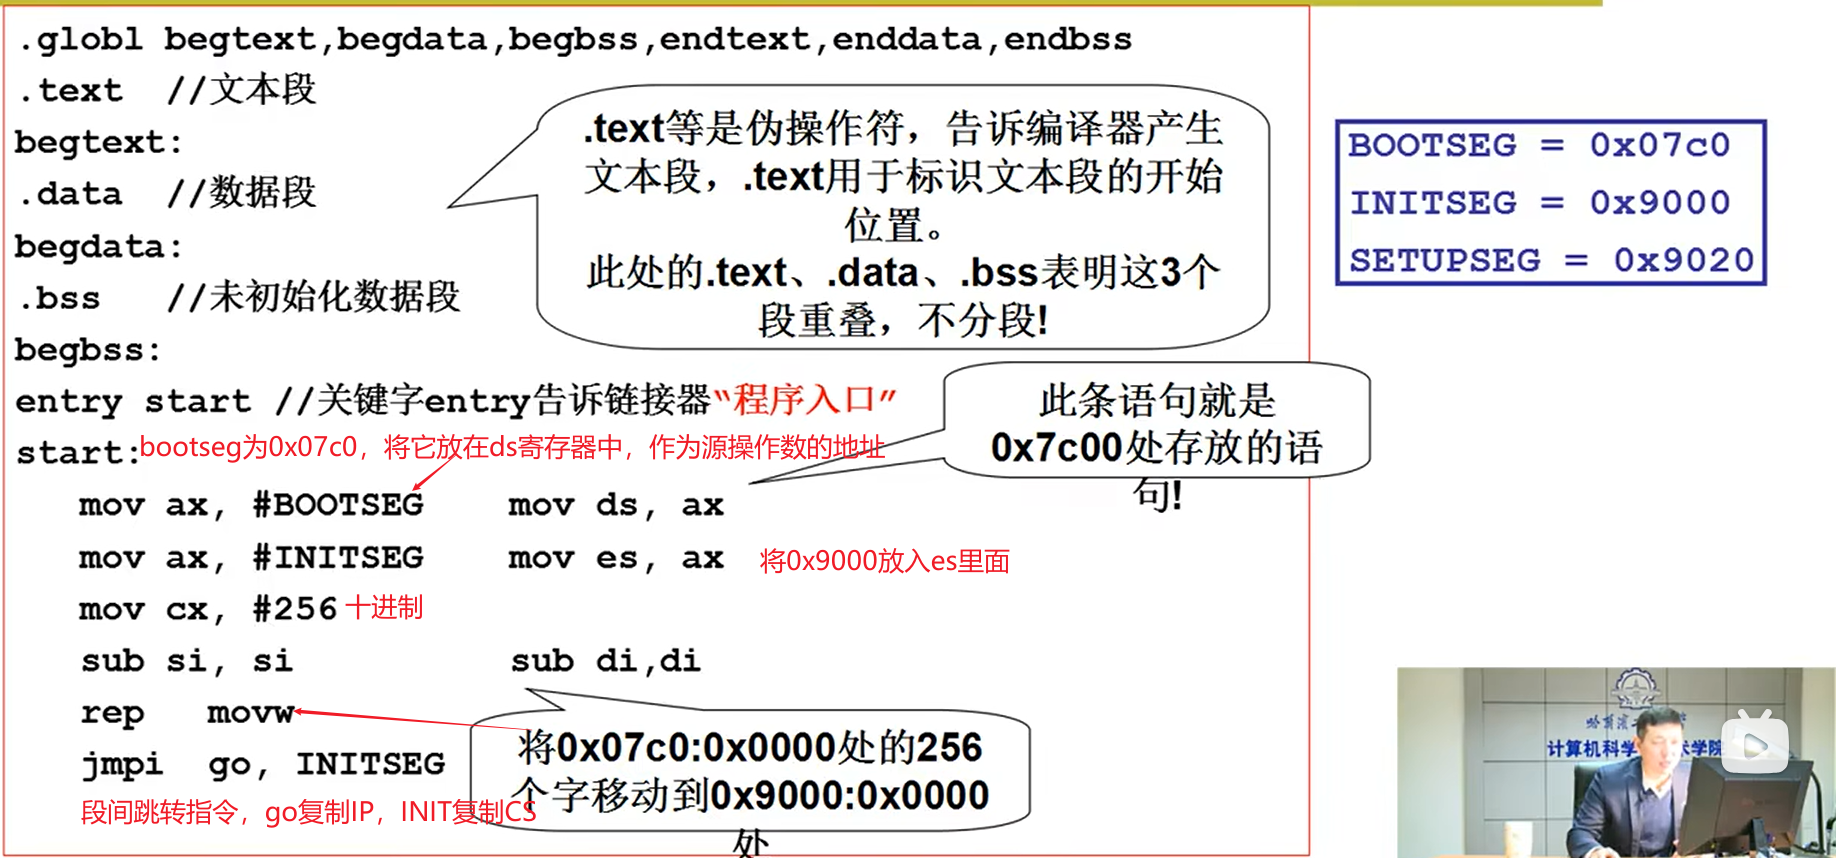 .globl begtext,begdata,begbss,endtext,enddata,endbss
.text //文本段
begtext:
.data //数据段
begdata:
.bss //未初始化数据段
begbss:
entry start //关键字entry告诉链接器“程序入口”
start:
bootseg为0x07c0，将它放在ds寄存器中，作为源操作数的地址
mov ax, #BOOTSEG mov ds, ax
mov ax, #INITSEG mov es, ax
将0x9000放入es里面
mov cx, #256
十进制
sub si, si sub di,di
rep movw
jmpi go, INITSEG
段间跳转指令，go复制IP，INIT复制CS
.text等是伪操作符，告诉编译器产生
文本段，.text用于标识文本段的开始
位置。
此处的.text、.data、.bss表明这3个
段重叠，不分段!
此条语句就是
0x7c00处存放的语
句!
将0x07c0:0x0000处的256
个字移动到0x9000:0x0000
处
BOOTSEG = 0x07c0
INITSEG = 0x9000
SETUPSEG = 0x9020
计算机科学
术学院